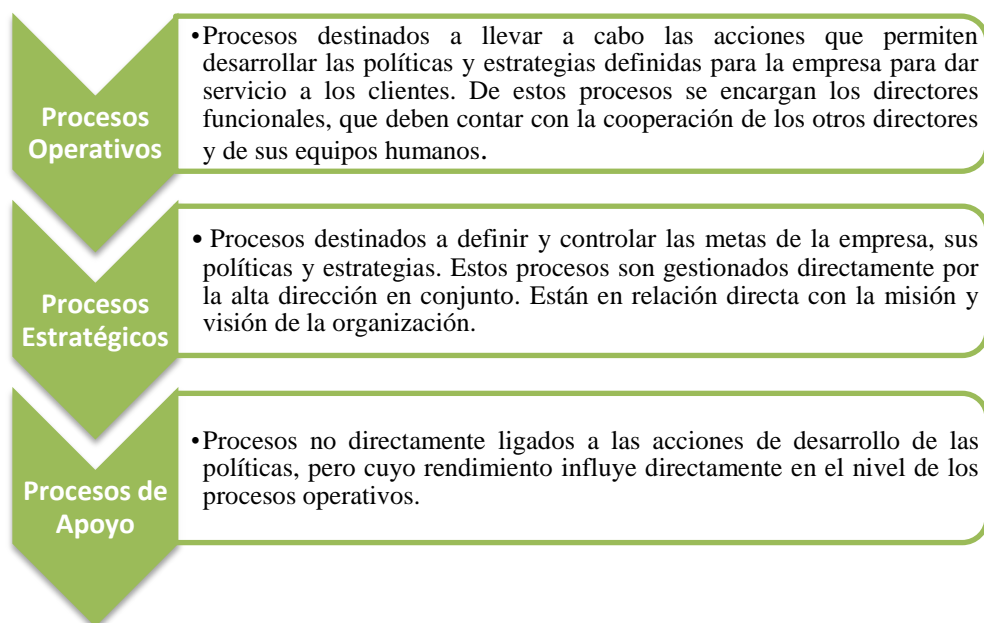 Procesos
Operativos
•Procesos destinados a llevar a cabo las acciones que permiten
desarrollar las políticas y estrategias definidas para la empresa para dar
servicio a los clientes. De estos procesos se encargan los directores
funcionales, que deben contar con la cooperación de los otros directores
y de sus equipos humanos.
Procesos
Estratégicos
• Procesos destinados a definir y controlar las metas de la empresa, sus
políticas y estrategias. Estos procesos son gestionados directamente por
la alta dirección en conjunto. Están en relación directa con la misión y
visión de la organización.
Procesos de
Apoyo
•Procesos no directamente ligados a las acciones de desarrollo de las
políticas, pero cuyo rendimiento influye directamente en el nivel de los
procesos operativos.